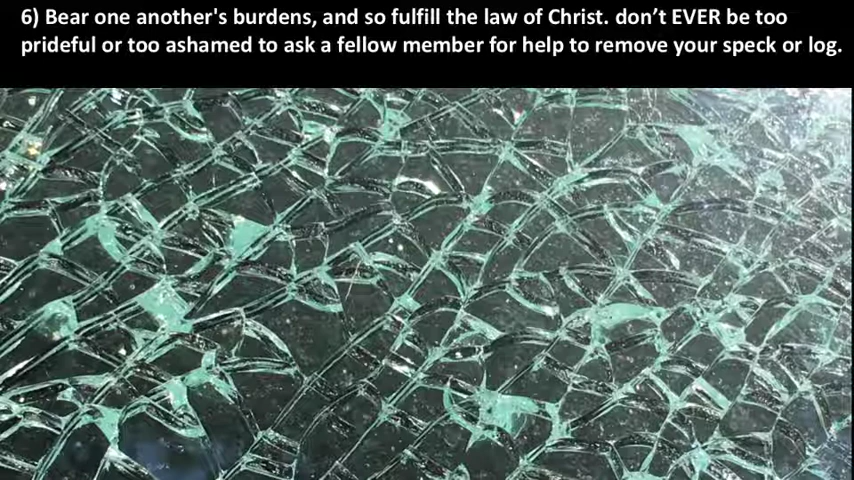 6) Bear one another's burdens, and so fulfill the law of Christ. don’t EVER be too
prideful or too ashamed to ask a fellow member for help to remove your speck or log.